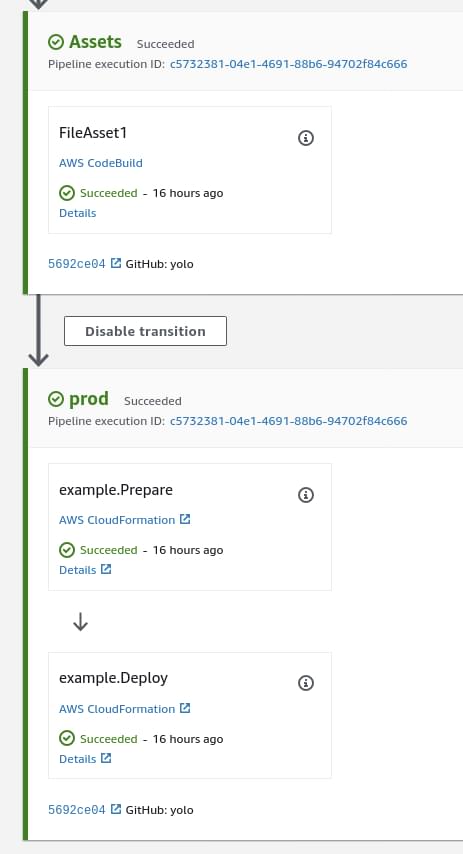 Assets Succeeded
Pipeline execution ID: c5732381-04e1-4691-88b6-94702f84c666
FileAsset1
AWS CodeBuild
Succeeded - 16 hours ago
Details
5692ce04 GitHub: yolo
Disable transition
prod Succeeded
Pipeline execution ID: c5732381-04e1-4691-88b6-94702f84c666
example.Prepare
AWS CloudFormation
Succeeded - 16 hours ago
Details
example.Deploy
AWS CloudFormation
Succeeded - 16 hours ago
Details
5692ce04 GitHub: yolo